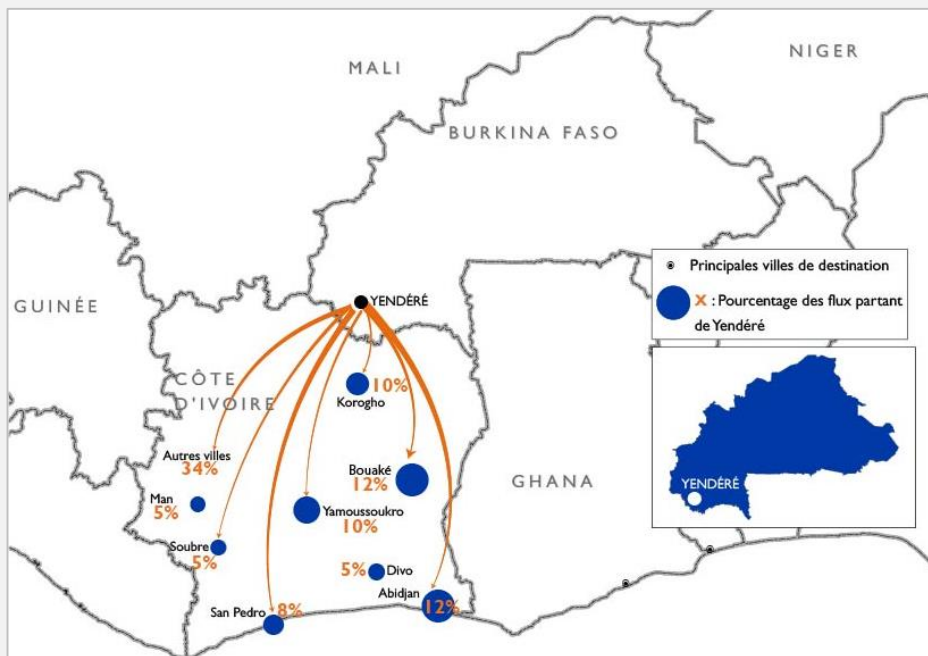 NIGER
MALI
BURKINA FASO
Principales villes de destination
X : Pourcentage des flux partant
de Yendéré
YENDÉRÉ
GUINÉE
CÔTE
D'IVOIRE
10%
Korogho
Autres villes
34%
Bouaké
12%
GHANA
YENDÉRÉ
Man
5%
Yamoussoukro
10%
Soubre
5%
5%
Divo
Abidjan
12%
San Pedro
8%